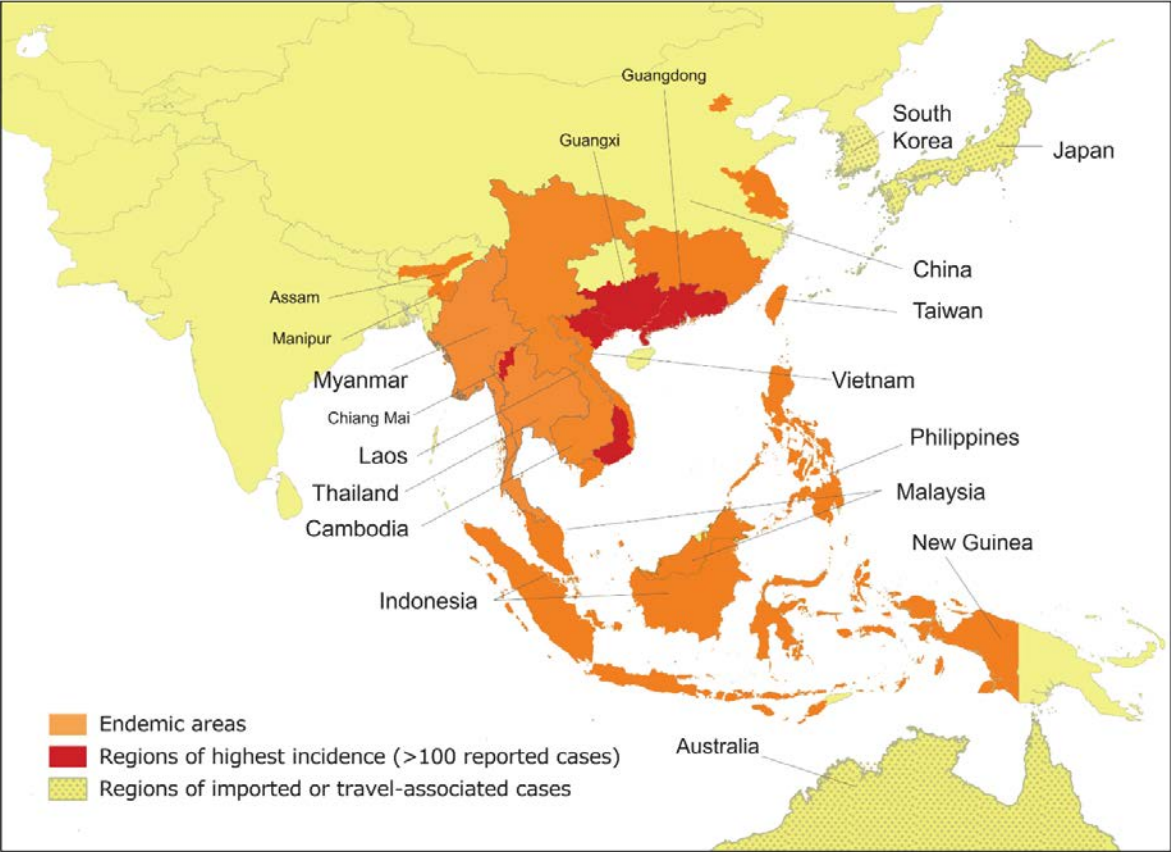 Guangdong
Guangxi
South
Korea
Japan
China
Assam
Taiwan
Manipur
Myanmar
Vietnam
Chiang Mai
Philippines
Laos
Thailand
Malaysia
Cambodia
New Guinea
Indonesia
Endemic areas
Regions of highest incidence (>100 reported cases)
Australia
Regions of imported or travel-associated cases